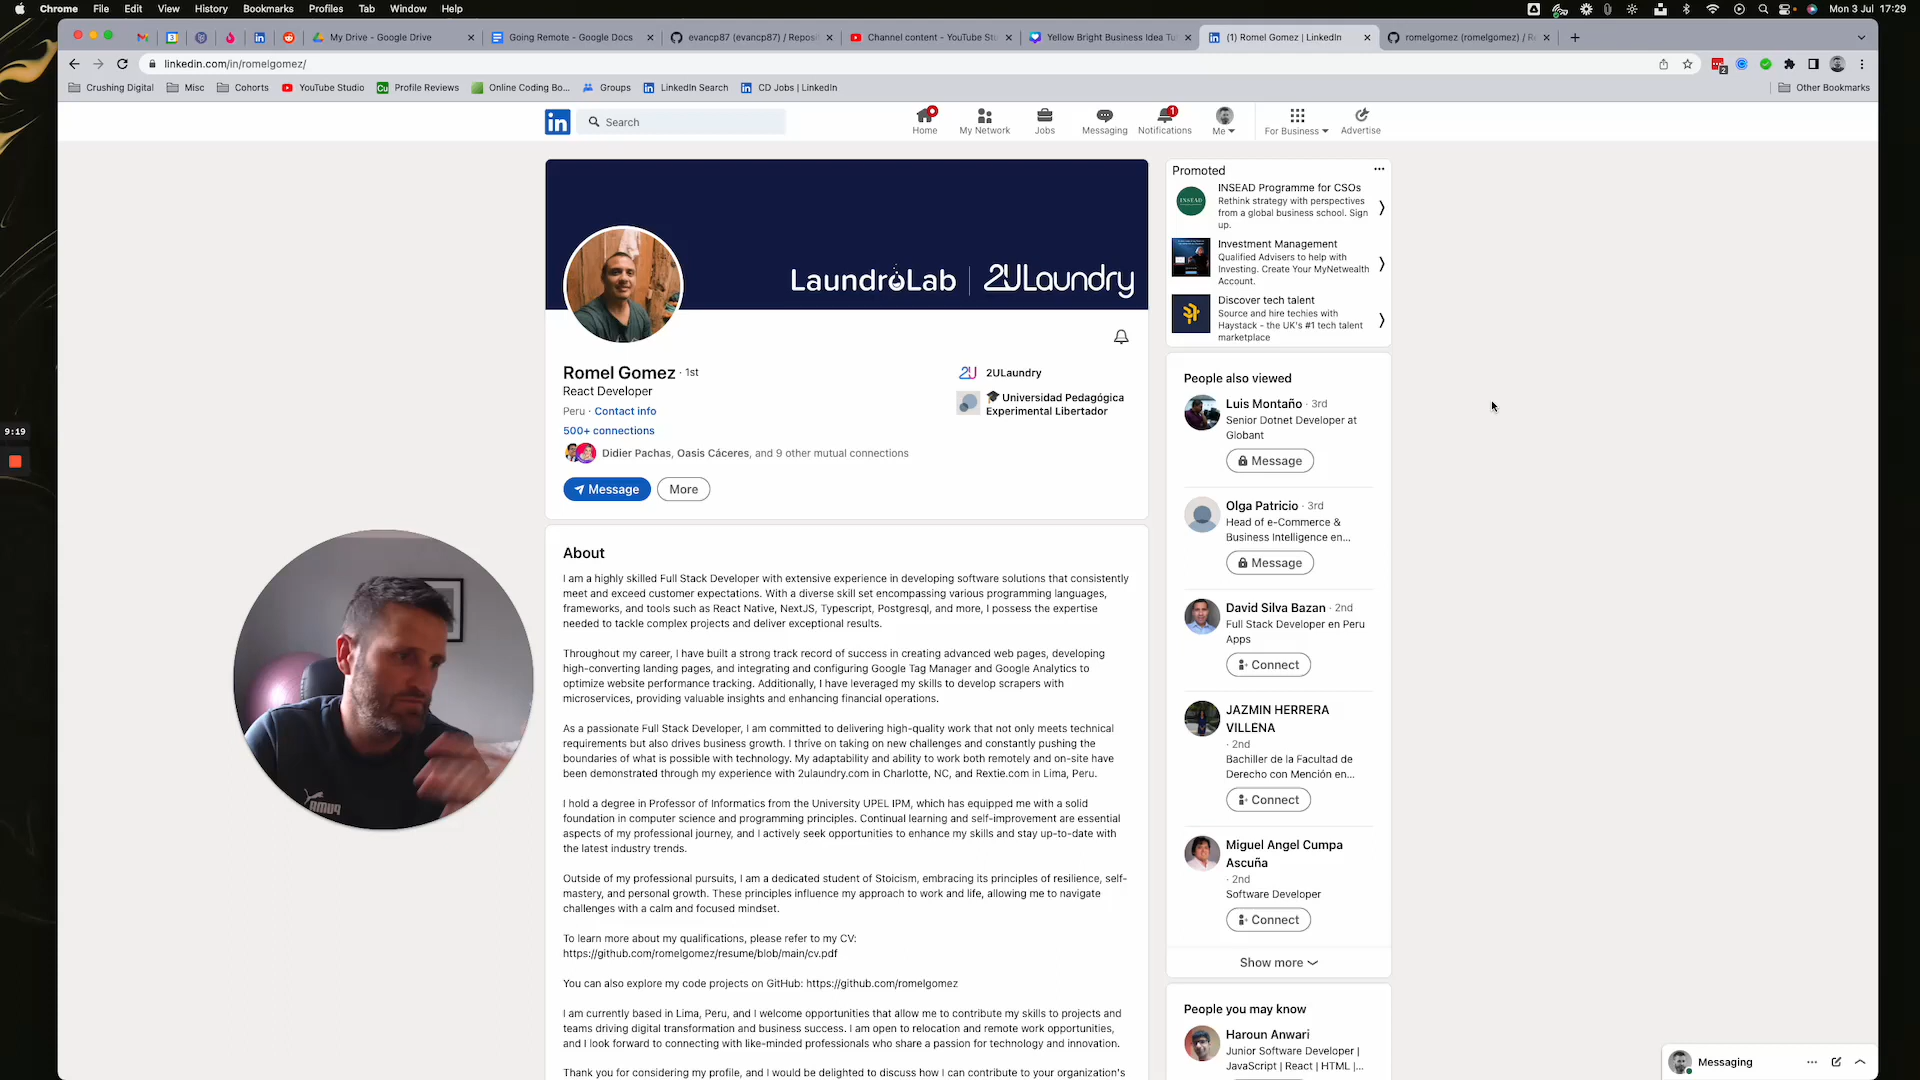 Chrome File Edit View History Bookmarks Profiles Tab Window Help
Mon 3 Jul 17:29
My Drive - Google Drive
Going Remote - Google Docs
evancp87 (evancp87) / Reposi
Channel content - YouTube St
Yellow Bright Business Idea Tu
(1) Romel Gomez | LinkedIn
romelgomez (romelgomez) / R
linkedin.com/in/romelgomez/
Crushing Digital Misc Cohorts YouTube Studio Profile Reviews Online Coding Bo... Groups LinkedIn Search CD Jobs | LinkedIn Other Bookmarks
in Search
Home My Network Jobs Messaging Notifications Me For Business Advertise
1
LaundroLab | 2ULaundry
Romel Gomez · 1st
React Developer
Peru · Contact info
500+ connections
Didier Pachas, Oasis Cáceres, and 9 other mutual connections
Message More
2ULaundry
Universidad Pedagógica
Experimental Libertador
About
I am a highly skilled Full Stack Developer with extensive experience in developing software solutions that consistently
meet and exceed customer expectations. With a diverse skill set encompassing various programming languages,
frameworks, and tools such as React Native, NextJS, Typescript, Postgresql, and more, I possess the expertise
needed to tackle complex projects and deliver exceptional results.
Throughout my career, I have built a strong track record of success in creating advanced web pages, developing
high-converting landing pages, and integrating and configuring Google Tag Manager and Google Analytics to
optimize website performance tracking. Additionally, I have leveraged my skills to develop scrapers with
microservices, providing valuable insights and enhancing financial operations.
As a passionate Full Stack Developer, I am committed to delivering high-quality work that not only meets technical
requirements but also drives business growth. I thrive on taking on new challenges and constantly pushing the
boundaries of what is possible with technology. My adaptability and ability to work both remotely and on-site have
been demonstrated through my experience with 2ulaundry.com in Charlotte, NC, and Rextie.com in Lima, Peru.
I hold a degree in Professor of Informatics from the University UPEL IPM, which has equipped me with a solid
foundation in computer science and programming principles. Continual learning and self-improvement are essential
aspects of my professional journey, and I actively seek opportunities to enhance my skills and stay up-to-date with
the latest industry trends.
Outside of my professional pursuits, I am a dedicated student of Stoicism, embracing its principles of resilience, self-
mastery, and personal growth. These principles influence my approach to work and life, allowing me to navigate
challenges with a calm and focused mindset.
To learn more about my qualifications, please refer to my CV:
https://github.com/romelgomez/resume/blob/main/cv.pdf
You can also explore my code projects on GitHub: https://github.com/romelgomez
I am currently based in Lima, Peru, and I welcome opportunities that allow me to contribute my skills to projects and
teams driving digital transformation and business success. I am open to relocation and remote work opportunities,
and I look forward to connecting with like-minded professionals who share a passion for technology and innovation.
Thank you for considering my profile, and I would be delighted to discuss how I can contribute to your organization's
Promoted
INSEAD
INSEAD Programme for CSOs
Rethink strategy with perspectives
from a global business school. Sign
up.
Investment Management
Qualified Advisers to help with
Investing. Create Your MyNetwealth
Account.
Discover tech talent
Source and hire techies with
Haystack - the UK's #1 tech talent
marketplace
People also viewed
Luis Montaño · 3rd
Senior Dotnet Developer at
Globant
Message
Olga Patricio · 3rd
Head of e-Commerce &
Business Intelligence en...
Message
David Silva Bazan · 2nd
Full Stack Developer en Peru
Apps
Connect
JAZMIN HERRERA
VILLENA
· 2nd
Bachiller de la Facultad de
Derecho con Mención en...
Connect
Miguel Angel Cumpa
Ascuña
· 2nd
Software Developer
Connect
Show more
People you may know
Haroun Anwari
Junior Software Developer |
JavaScript | React | HTML |...
Messaging
9:19
PUMA